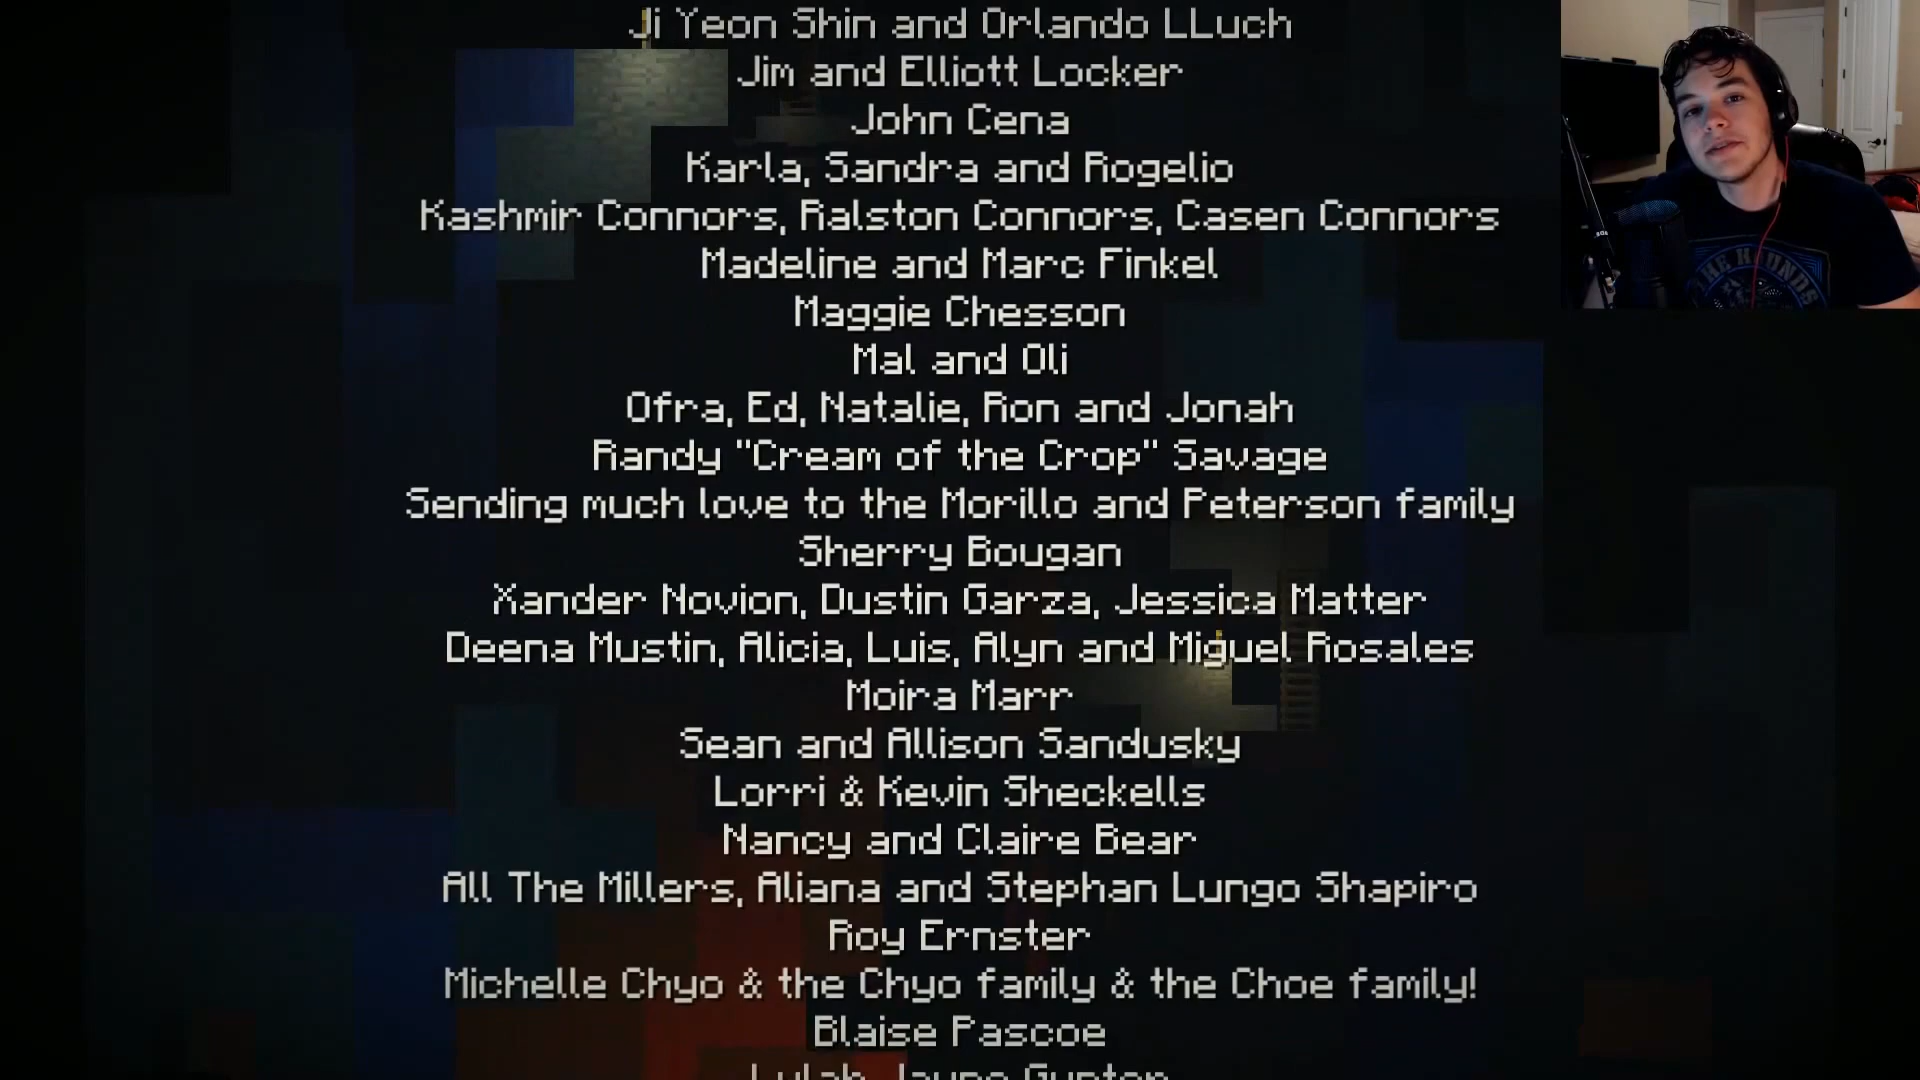 Ji Yeon Shin and Orlando LLuch
Jim and Elliott Locker
John Cena
Karla, Sandra and Rogelio
Kashmir Connors, Ralston Connors, Casen Connors
Madeline and Marc Finkel
Maggie Chesson
Mal and Oli
Ofra, Ed, Natalie, Ron and Jonah
Randy "Cream of the Crop" Savage
Sending much love to the Morillo and Peterson family
Sherry Bougan
Xander Novion, Dustin Garza, Jessica Matter
Deena Mustin, Alicia, Luis, Alyn and Miguel Rosales
Moira Marr
Sean and Allison Sandusky
Lorri & Kevin Sheckells
Nancy and Claire Bear
All The Millers, Aliana and Stephan Lungo Shapiro
Roy Ernster
Michelle Chyo & the Chyo family & the Choe family!
Blaise Pascoe
THE HOUNDS